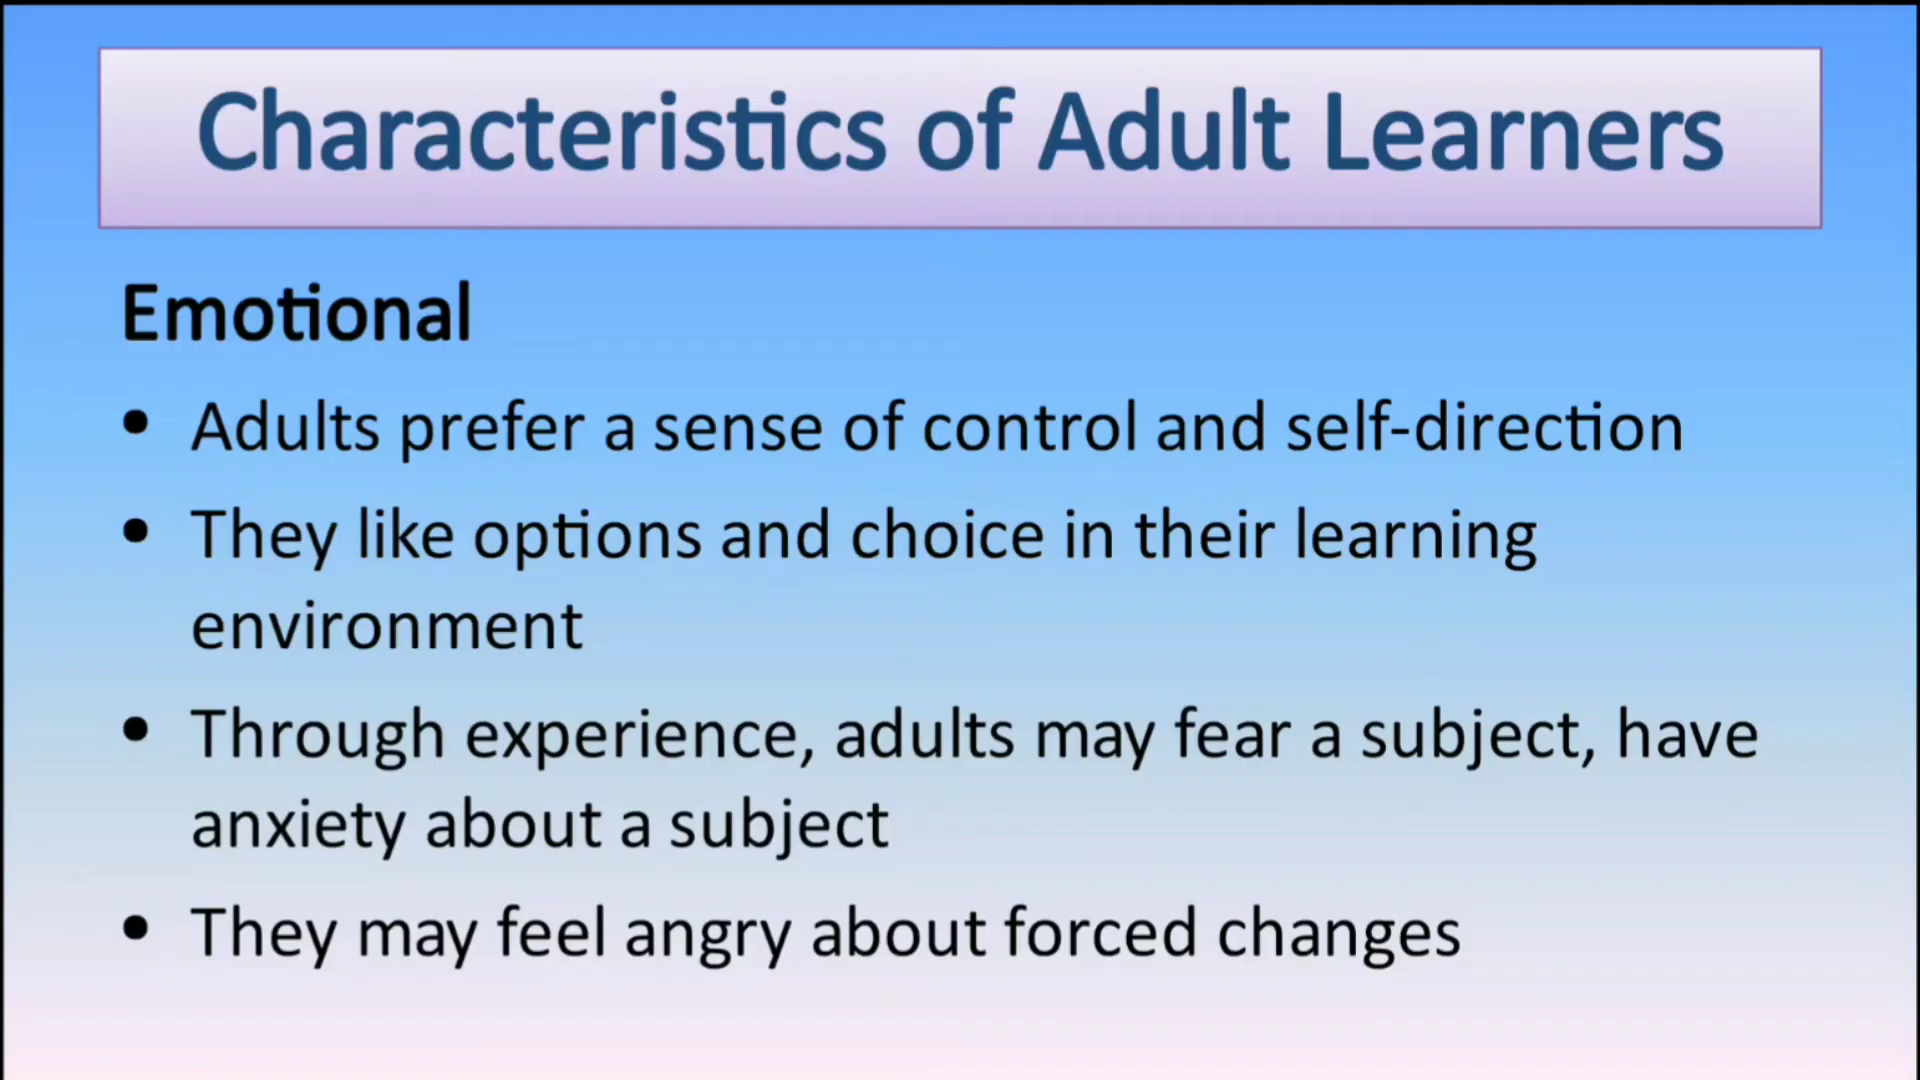 Characteristics of Adult Learners
Emotional
• Adults prefer a sense of control and self-direction
• They like options and choice in their learning
environment
• Through experience, adults may fear a subject, have
anxiety about a subject
• They may feel angry about forced changes